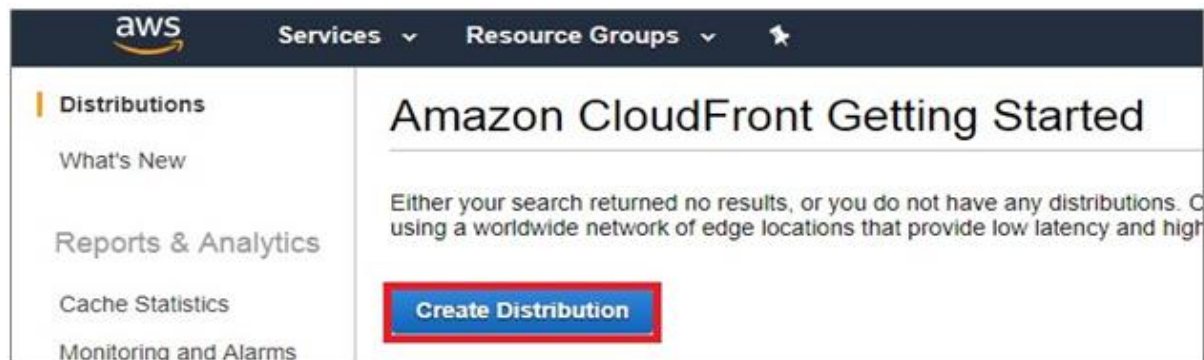 aws
Services
Resource Groups
Distributions
What's New
Reports & Analytics
Cache Statistics
Monitoring and Alarms
Amazon CloudFront Getting Started
Either your search returned no results, or you do not have any distributions.
using a worldwide network of edge locations that provide low latency and high
Create Distribution